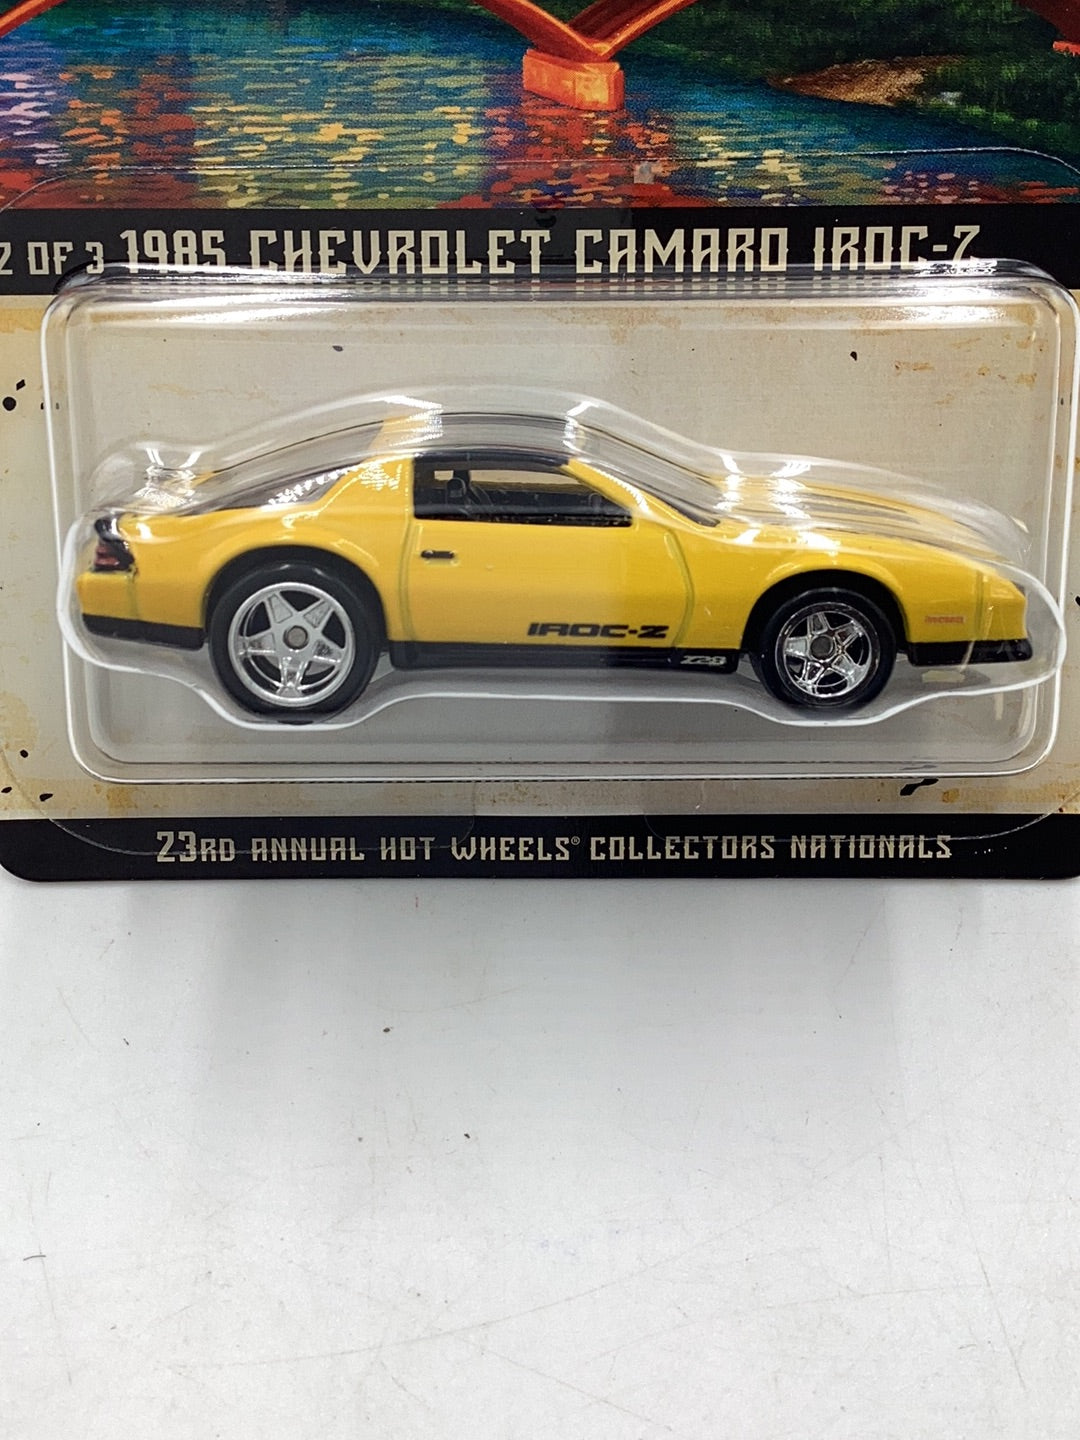 2 OF 3 1985 CHEVROLET CAMARO IROC-Z
IROC-Z
Z28
23RD ANNUAL HOT WHEELS® COLLECTORS NATIONALS